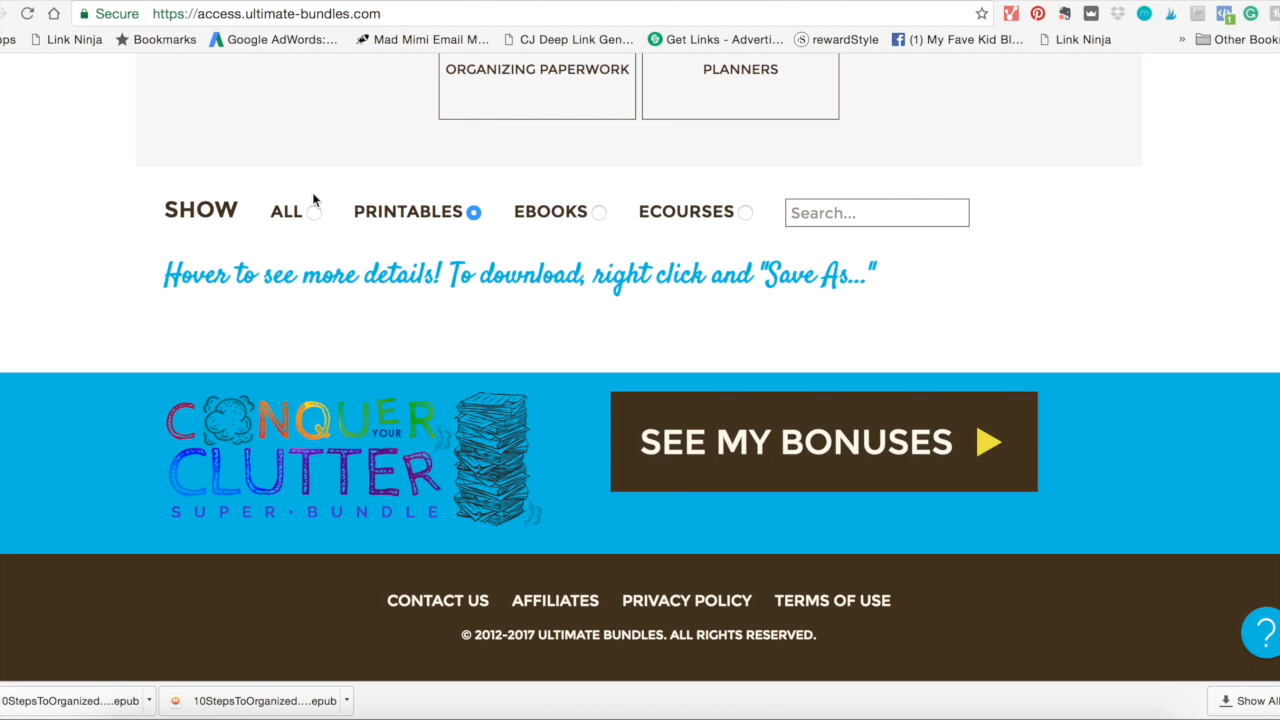 Secure https://access.ultimate-bundles.com
Link Ninja Bookmarks Google AdWords:... Mad Mimi Email M... CJ Deep Link Gen... Get Links - Adverti... rewardStyle (1) My Fave Kid Bl... Link Ninja » Other Book
ORGANIZING PAPERWORK PLANNERS
SHOW ALL PRINTABLES EBOOKS ECOURSES Search...
Hover to see more details! To download, right click and "Save As..."
CONQUER
YOUR
CLUTTER
SUPER·BUNDLE
SEE MY BONUSES
CONTACT US AFFILIATES PRIVACY POLICY TERMS OF USE
© 2012-2017 ULTIMATE BUNDLES. ALL RIGHTS RESERVED.
?
0StepsToOrganized....epub 10StepsToOrganized....epub Show All